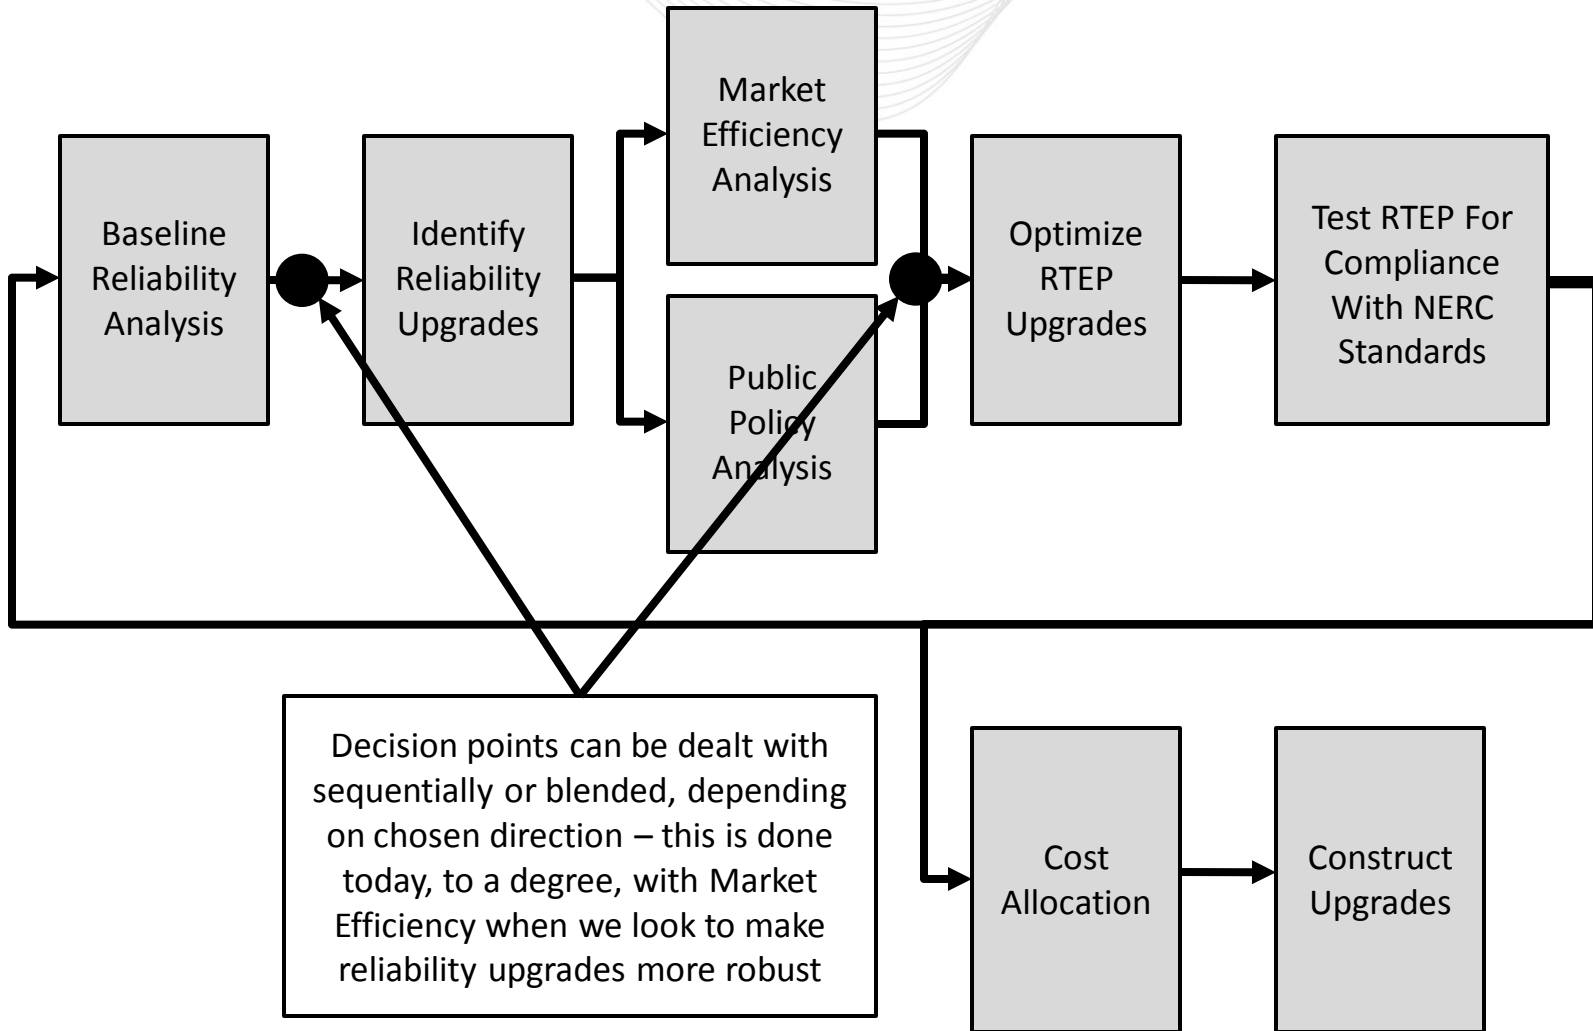 Baseline
Reliability
Analysis
Identify
Reliability
Upgrades
Market
Efficiency
Analysis
Public
Policy
Analysis
Optimize
RTEP
Upgrades
Test RTEP For
Compliance
With NERC
Standards
Decision points can be dealt with
sequentially or blended, depending
on chosen direction – this is done
today, to a degree, with Market
Efficiency when we look to make
reliability upgrades more robust
Cost
Allocation
Construct
Upgrades